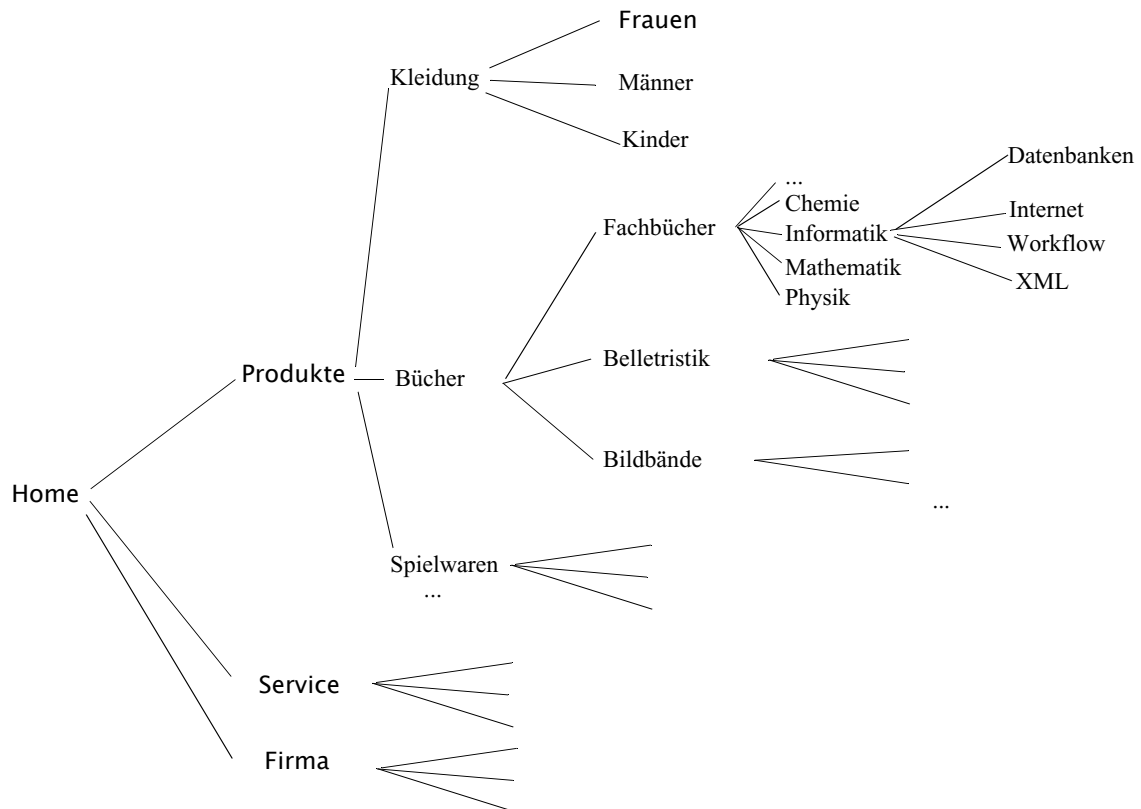 Frauen
Kleidung
Männer
Kinder
Datenbanken
...
Chemie
Internet
Fachbücher
Informatik
Workflow
Mathematik
XML
Physik
Belletristik
Produkte
Bücher
Bildbände
Home
...
Spielwaren
...
Service
Firma